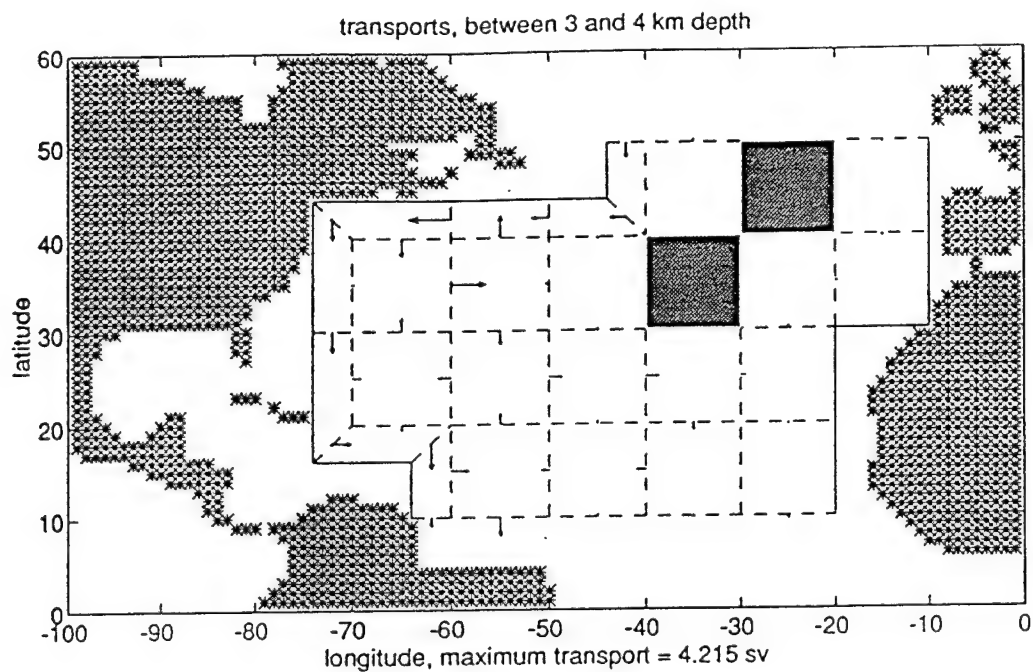 transports, between 3 and 4 km depth
60
50
40
30
20
10
0
latitude
-100 -90 -80 -70 -60 -50 -40 -30 -20 -10 0
longitude, maximum transport = 4.215 sv